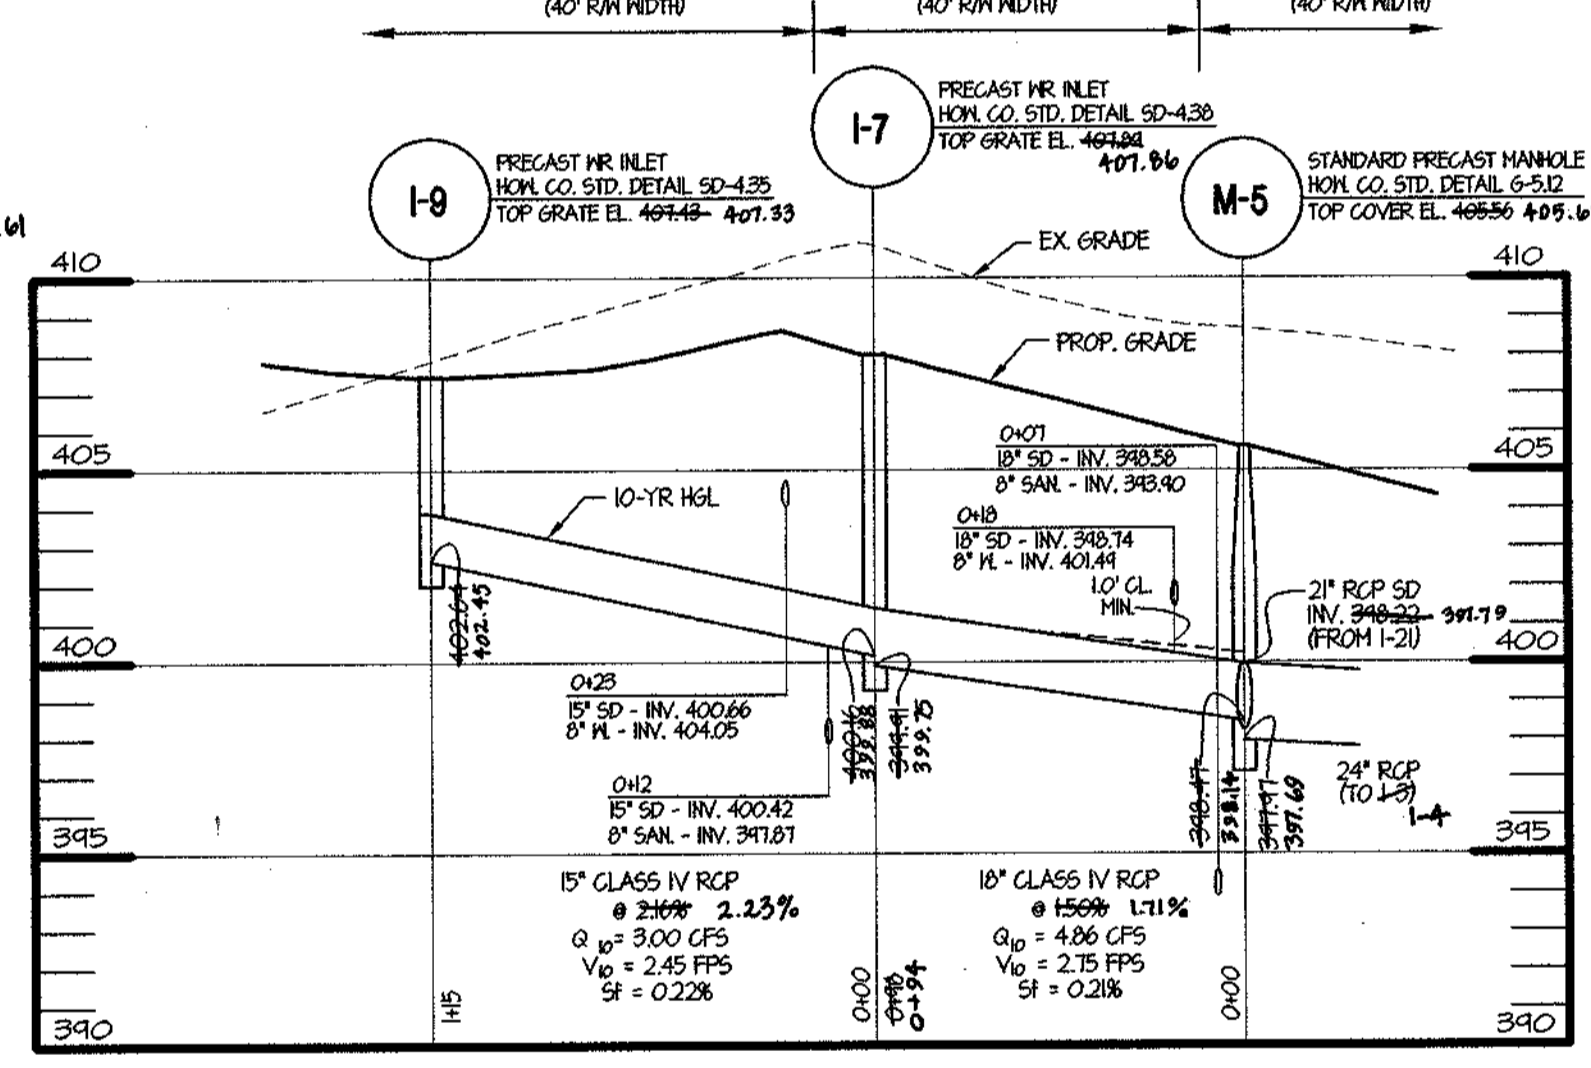 (40' R/W WIDTH)
(40' R/W WIDTH)
(40' R/W WIDTH)
I-7
PRECAST WR INLET
HOW. CO. STD. DETAIL SD-4.38
TOP GRATE EL.
407.86
I-9
PRECAST WR INLET
HOW. CO. STD. DETAIL SD-4.35
TOP GRATE EL. 407.43 407.33
M-5
STANDARD PRECAST MANHOLE
HOW. CO. STD. DETAIL G-5.12
TOP COVER EL. 405.56 405.6
.61
EX. GRADE
410
410
PROP. GRADE
405
405
0+07
18" SD - INV. 398.58
8" SAN. - INV. 393.90
10-YR HGL
0+18
18" SD - INV. 398.74
8" W. - INV. 401.49
1.0' CL.
MIN.
21" RCP SD
INV. 398.22 397.79
(FROM I-21)
402.64
402.45
400
400
0+23
15" SD - INV. 400.66
8" W. - INV. 404.05
400.16
399.88
399.91
399.75
0+12
15" SD - INV. 400.42
8" SAN. - INV. 397.87
398.47
398.14
397.97
397.69
24" RCP
(TO I-3)
I-4
395
395
15" CLASS IV RCP
@ 2.16% 2.23%
Q10 = 3.00 CFS
V10 = 2.45 FPS
Sf = 0.22%
18" CLASS IV RCP
@ 1.50% 1.71%
Q10 = 4.86 CFS
V10 = 2.75 FPS
Sf = 0.21%
1+15
0+00
0+94
0+00
390
390